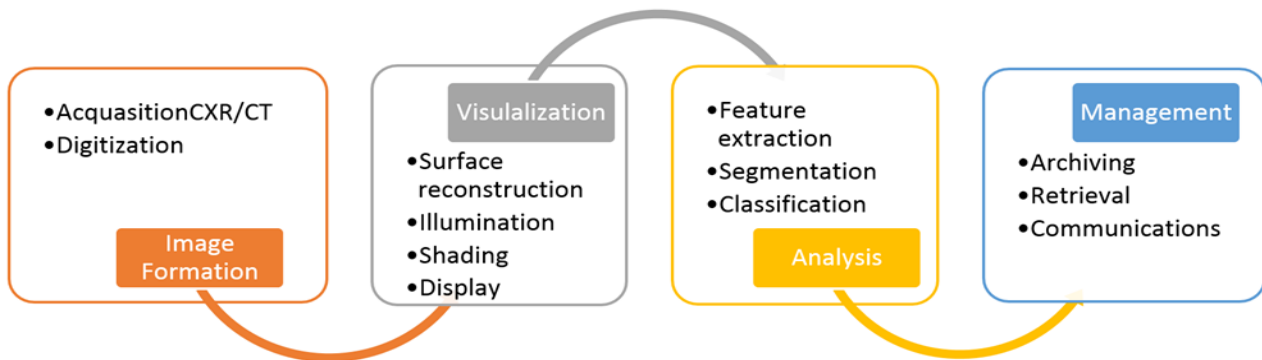 •AcquasitionCXR/CT
•Digitization
Image
Formation
Visulalization
•Surface
reconstruction
•Illumination
•Shading
•Display
•Feature
extraction
•Segmentation
•Classification
Analysis
Management
•Archiving
•Retrieval
•Communications